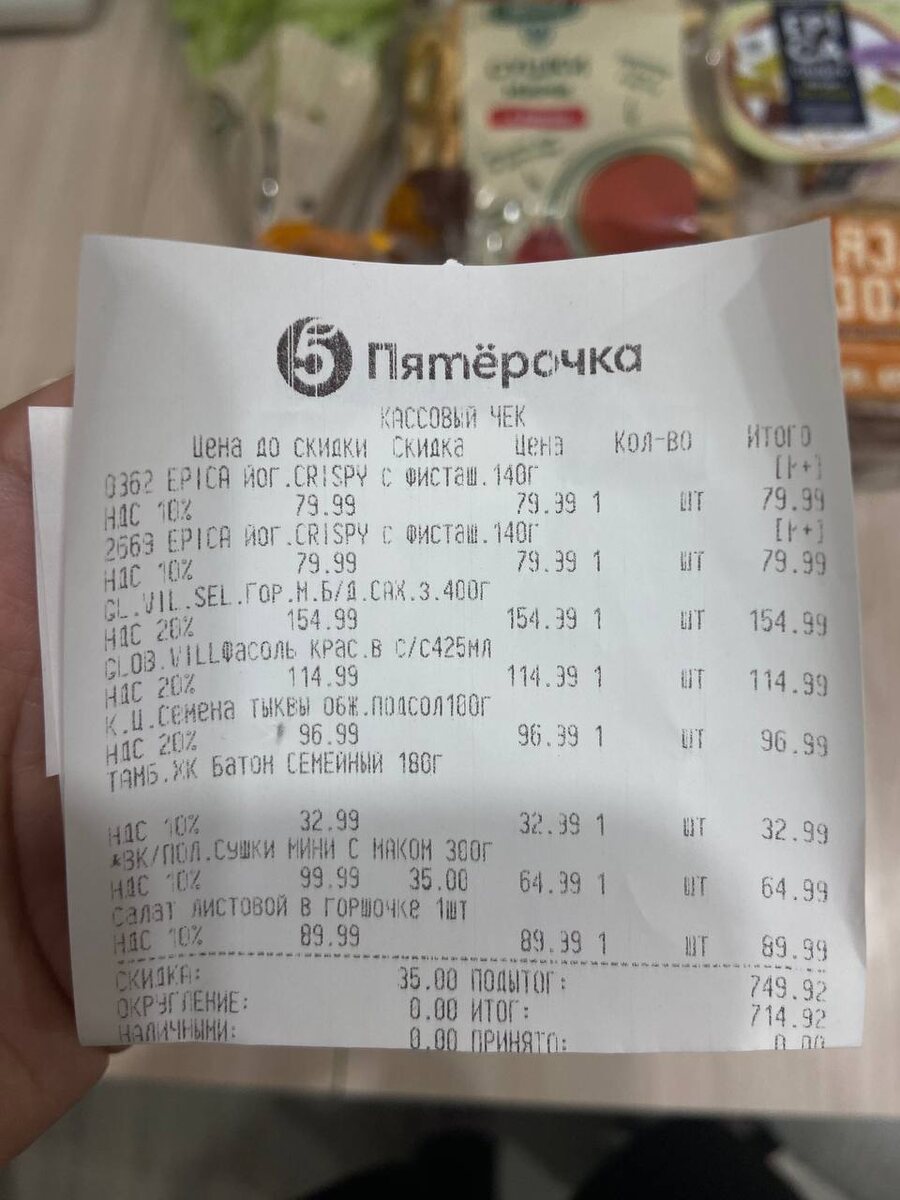 EPICA
5 Пятёрочка
КАССОВЫЙ ЧЕК
Цена до скидки Скидка Цена Кол-во Итого
0362 EPICA Йог.CRISPY с фисташ.140г [М+]
НДС 10% 79.99 79.99 1 шт 79.99
2669 EPICA Йог.CRISPY с фисташ.140г [М+]
НДС 10% 79.99 79.99 1 шт 79.99
GL.VIL.SEL.Гор.м.б/д.сах.з.400г
НДС 20% 154.99 154.99 1 шт 154.99
GLOB.VILLФасоль крас.в с/с425мл
НДС 20% 114.99 114.99 1 шт 114.99
К.Ц.Семена ТЫКВЫ обж.подсол100г
НДС 20% 96.99 96.99 1 шт 96.99
ТАМБ.ХК Батон СЕМЕЙНЫЙ 180г
НДС 10% 32.99 32.99 1 шт 32.99
*ВК/ПОЛ.Сушки МИНИ С МАКОМ 300г
НДС 10% 99.99 35.00 64.99 1 шт 64.99
Салат ЛИСТОВОЙ В ГОРШОЧКЕ 1шт
НДС 10% 89.99 89.99 1 шт 89.99
СКИДКА: 35.00 ПОДЫТОГ: 749.92
ОКРУГЛЕНИЕ: 0.00 ИТОГ: 714.92
НАЛИЧНЫМИ: 0.00 ПРИНЯТО: 0.00